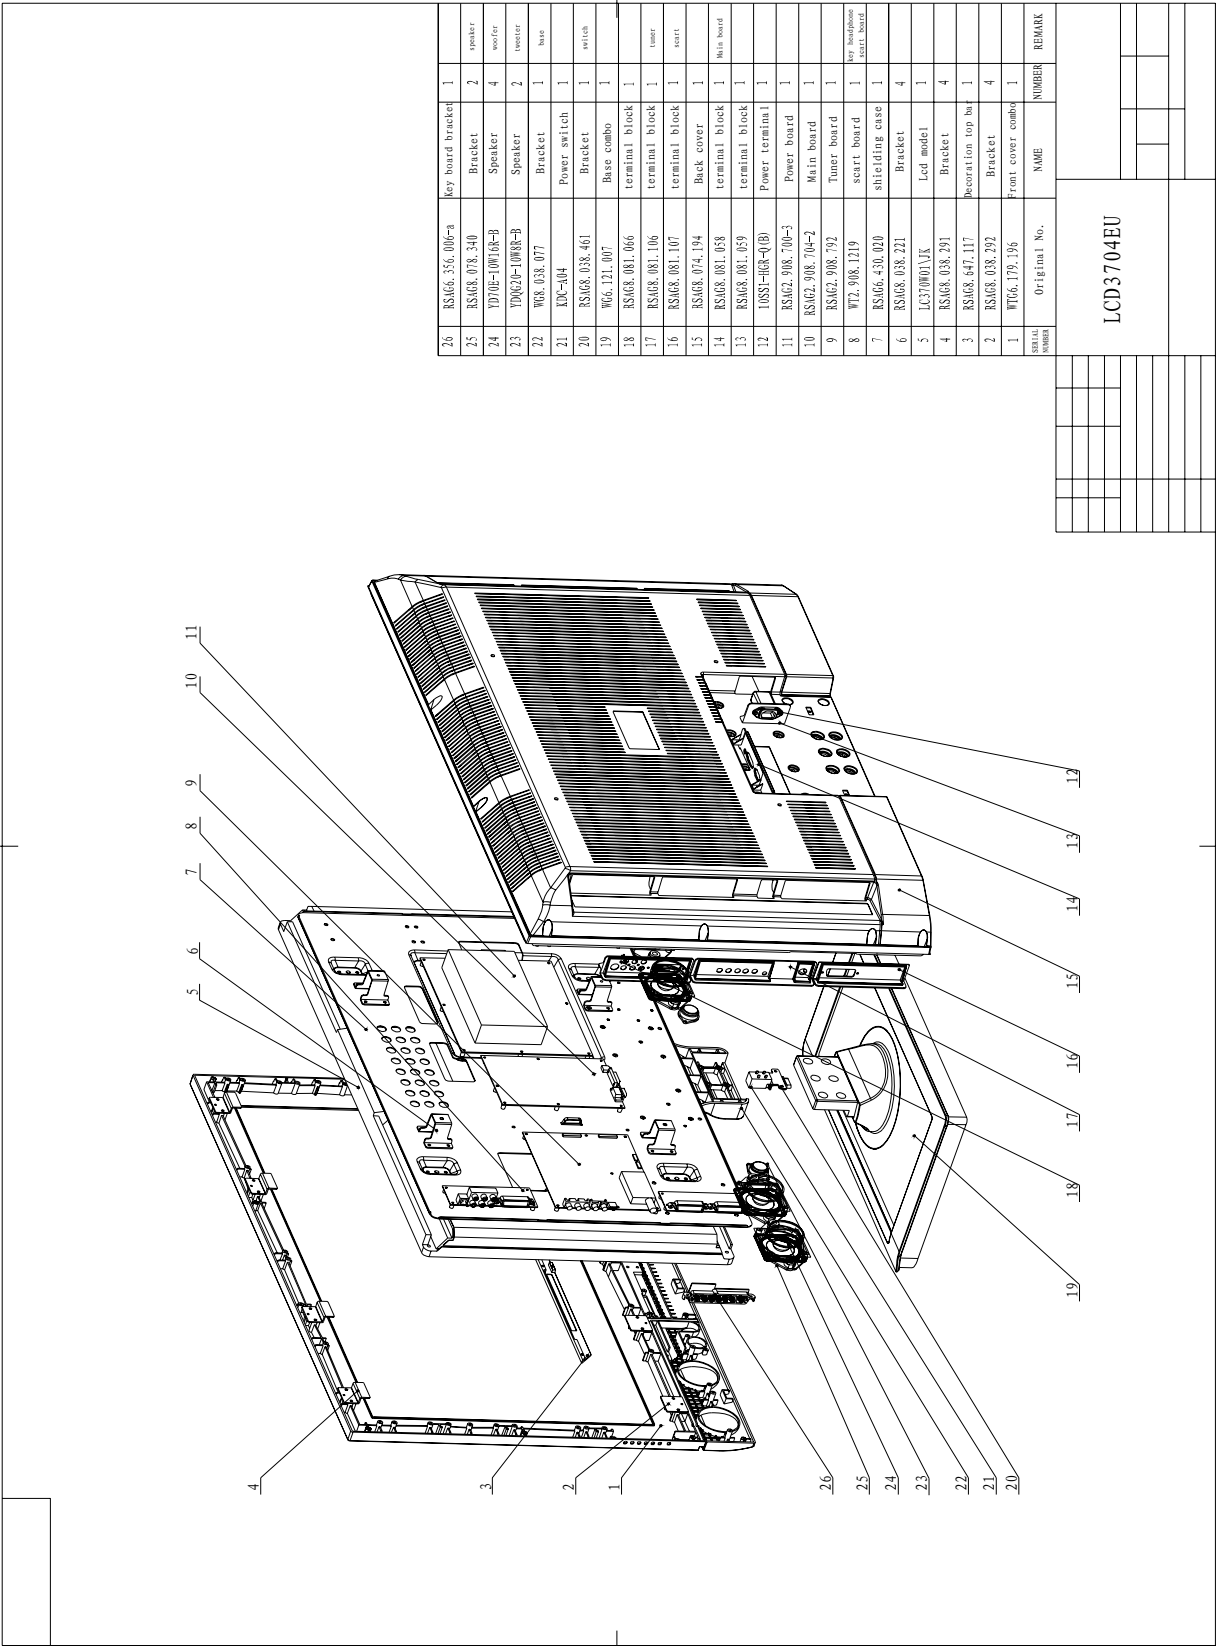 26 RSAG6.356.006-a Key board bracket 1
25 RSAG8.078.340 Bracket 2 speaker
24 YD70E-10W16R-B Speaker 4 woofer
23 YDQG20-10W8R-B Speaker 2 tweeter
22 WG8.038.077 Bracket 1 base
21 KDC-A04 Power switch 1
20 RSAG8.038.461 Bracket 1 switch
19 WG6.121.007 Base combo 1
18 RSAG8.081.066 terminal block 1
17 RSAG8.081.106 terminal block 1 tuner
16 RSAG8.081.107 terminal block 1 scart
15 RSAG8.074.194 Back cover 1
14 RSAG8.081.058 terminal block 1 Main board
13 RSAG8.081.059 terminal block 1
12 10SS1-HGR-Q(B) Power terminal 1
11 RSAG2.908.700-3 Power board 1
10 RSAG2.908.704-2 Main board 1
9 RSAG2.908.792 Tuner board 1
8 WT2.908.1219 scart board 1 key headphone scart board
7 RSAG6.430.020 shielding case 1
6 RSAG8.038.221 Bracket 4
5 LC370W01\JK Lcd model 1
4 RSAG8.038.291 Bracket 4
3 RSAG8.647.117 Decoration top bar 1
2 RSAG8.038.292 Bracket 4
1 WTG6.179.196 Front cover combo 1
SERIAL NUMBER Original No. NAME NUMBER REMARK
LCD3704EU
4
5
6
7
8
9
10
11
3
2
1
26
25
24
23
22
21
20
19
18
17
16
15
14
13
12